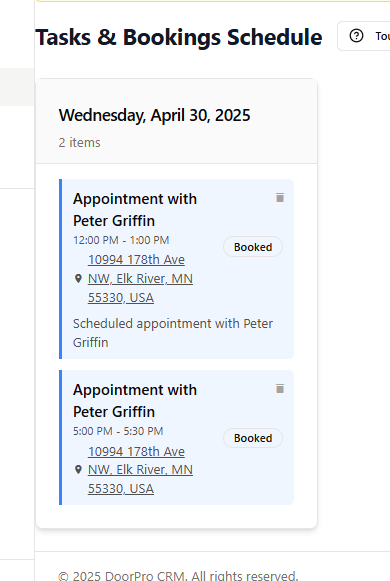 Tasks & Bookings Schedule
Tou
Wednesday, April 30, 2025
2 items
Appointment with
Peter Griffin
12:00 PM - 1:00 PM
Booked
10994 178th Ave
NW, Elk River, MN
55330, USA
Scheduled appointment with Peter
Griffin
Appointment with
Peter Griffin
5:00 PM - 5:30 PM
Booked
10994 178th Ave
NW, Elk River, MN
55330, USA
© 2025 DoorPro CRM. All rights reserved.